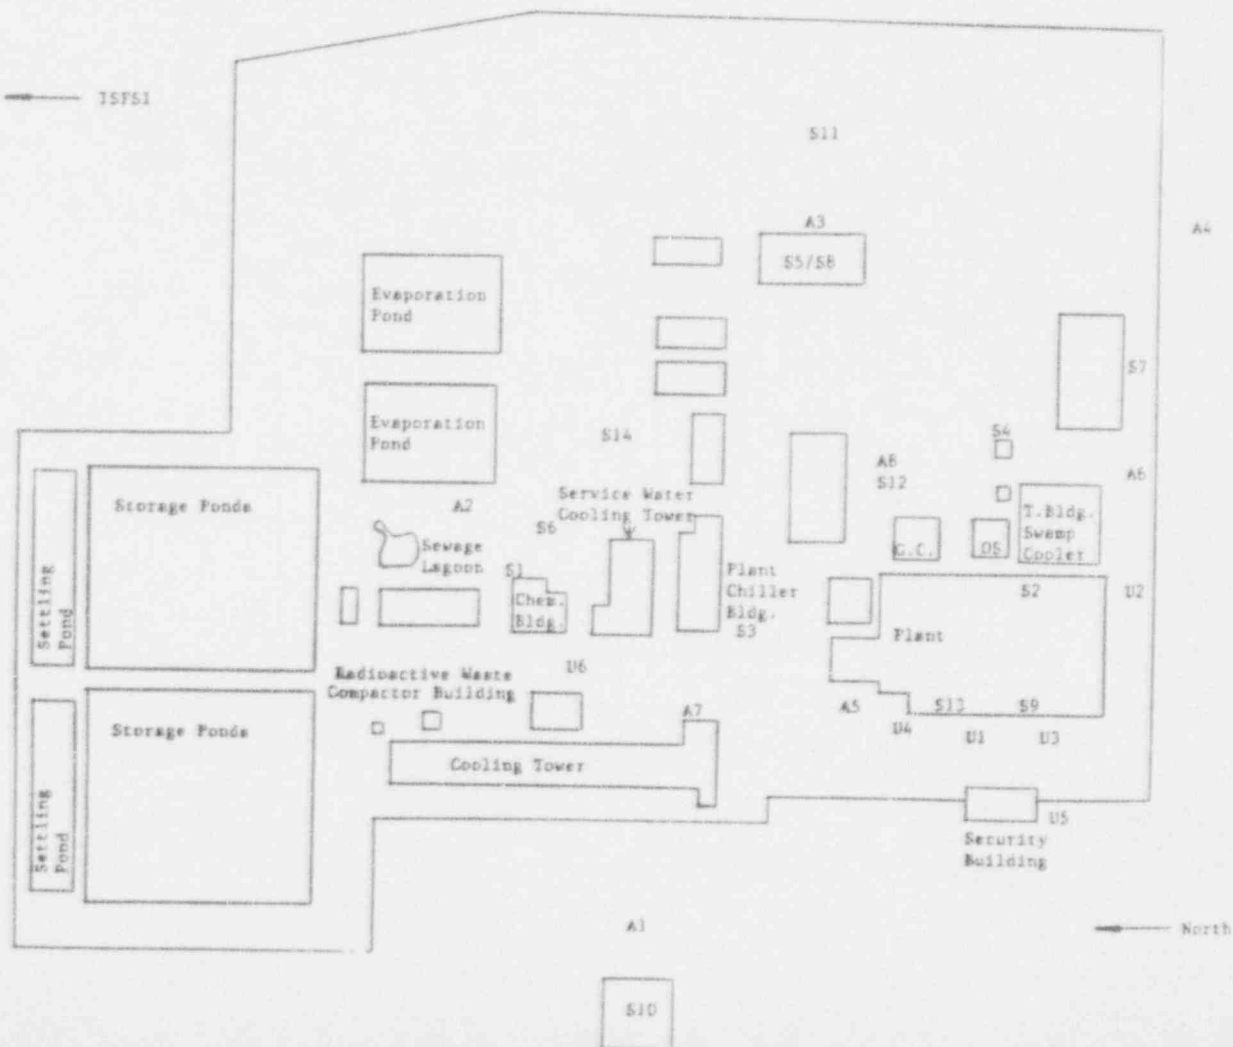 ISFSI
S11
A3
A4
S5/S8
Evaporation
Pond
S7
Evaporation
Pond
S14
S4
A8
S12
A6
Storage Ponds
A2
Service Water
Cooling Tower
S6
T.Bldg.
Swamp
Cooler
G.C.
Sewage
Lagoon
S1
Chem.
Bldg.
Plant
Chiller
Bldg.
S3
S2
U2
Settling
Pond
Plant
U6
Radioactive Waste
Compactor Building
A7
A5
S13
S9
U4
U1
U3
Storage Ponds
Cooling Tower
Settling
Pond
U5
Security
Building
A1
North
S10